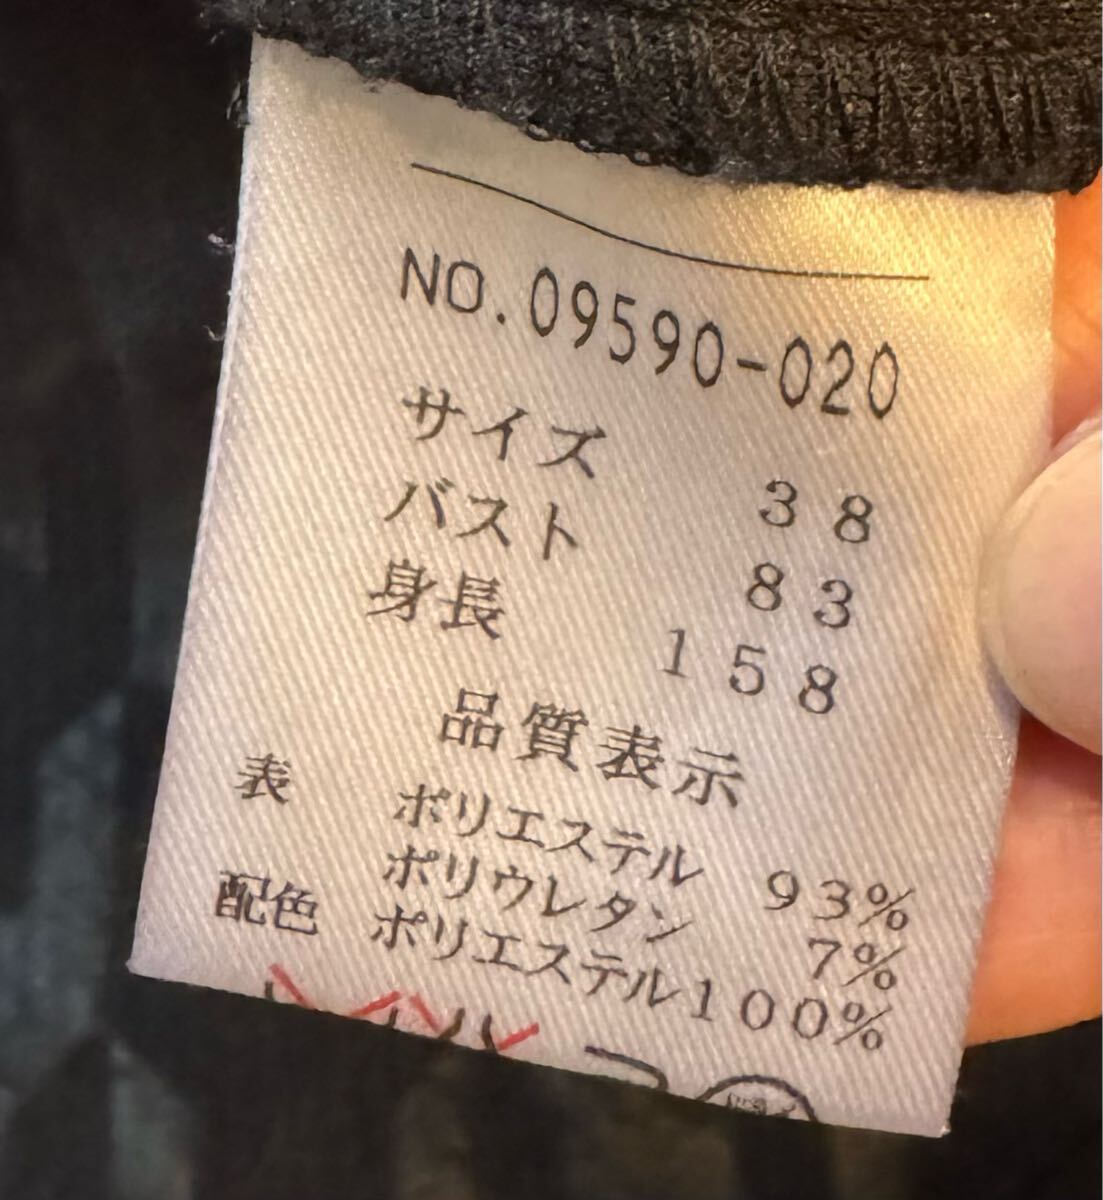 NO.09590-020
サイズ 38
バスト 83
身長 158
品質表示
表 ポリエステル 93%
ポリウレタン 7%
配色 ポリエステル100%